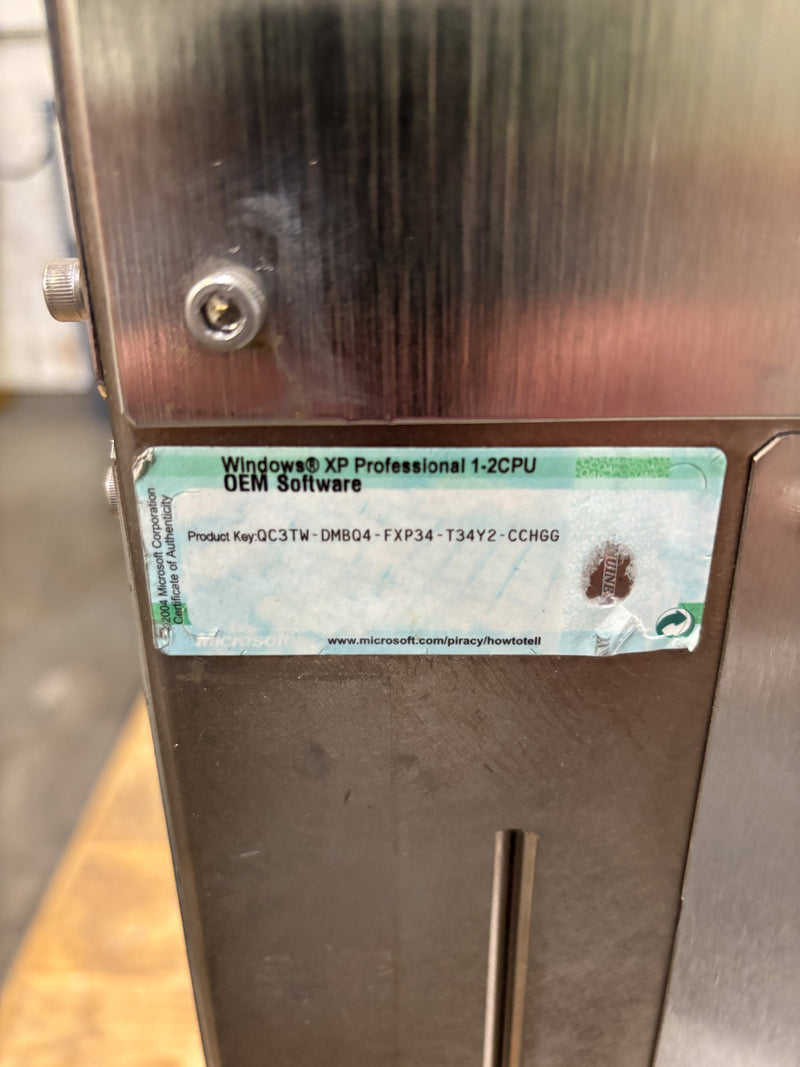 Windows® XP Professional 1-2CPU
OEM Software
©2004 Microsoft Corporation
Certificate of Authenticity
Product Key:QC3TW-DMBQ4-FXP34-T34Y2-CCHGG
Microsoft
www.microsoft.com/piracy/howtotell